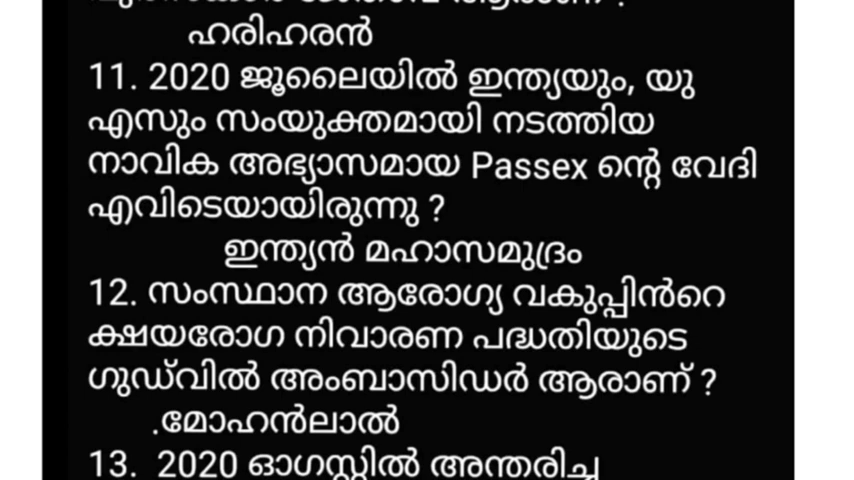 ഹരിഹരൻ
11. 2020 ജൂലൈയിൽ ഇന്ത്യയും, യു
എസും സംയുക്തമായി നടത്തിയ
നാവിക അഭ്യാസമായ Passex ന്റെ വേദി
എവിടെയായിരുന്നു ?
ഇന്ത്യൻ മഹാസമുദ്രം
12. സംസ്ഥാന ആരോഗ്യ വകുപ്പിൻറെ
ക്ഷയരോഗ നിവാരണ പദ്ധതിയുടെ
ഗുഡ്‌വിൽ അംബാസിഡർ ആരാണ് ?
.മോഹൻലാൽ
13. 2020 ഓഗസ്റ്റിൽ അന്തരിച്ച